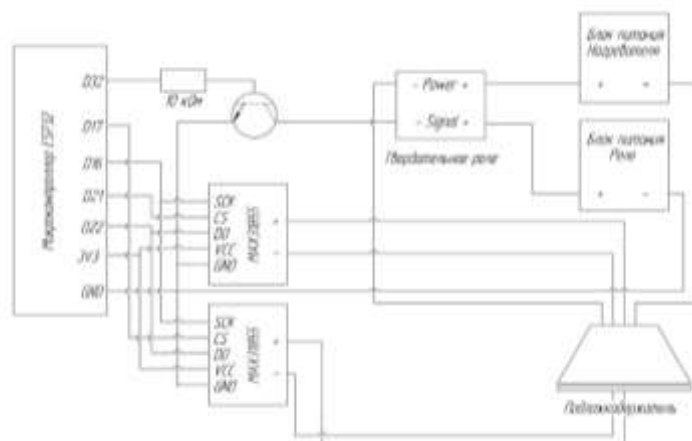 Микроконтроллер ESP32
D32
D17
D16
D21
D22
3V3
GND
10 кОм
- Power +
- Signal +
Твердотельное реле
Блок питания
Нагревателя
+ +
Блок питания
Реле
+ -
SCK
CS
DO
VCC
GND
MAX31855
+
-
SCK
CS
DO
VCC
GND
MAX31855
+
-
Подложкодержатель